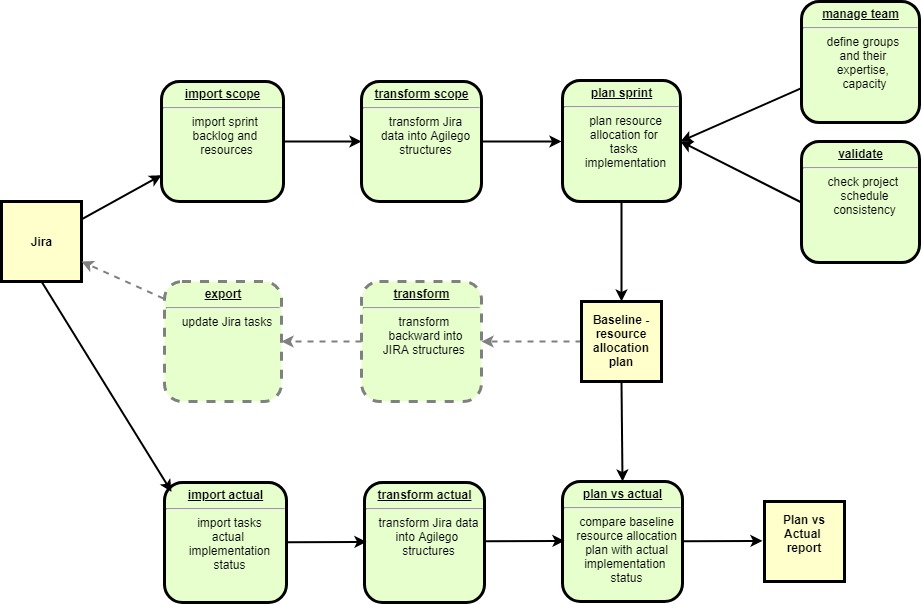 manage team
define groups
and their
expertise,
capacity
import scope
import sprint
backlog and
resources
transform scope
transform Jira
data into Agilego
structures
plan sprint
plan resource
allocation for
tasks
implementation
validate
check project
schedule
consistency
Jira
export
update Jira tasks
transform
transform
backward into
JIRA structures
Baseline -
resource
allocation
plan
import actual
import tasks
actual
implementation
status
transform actual
transform Jira data
into Agilego
structures
plan vs actual
compare baseline
resource allocation
plan with actual
implementation
status
Plan vs
Actual
report